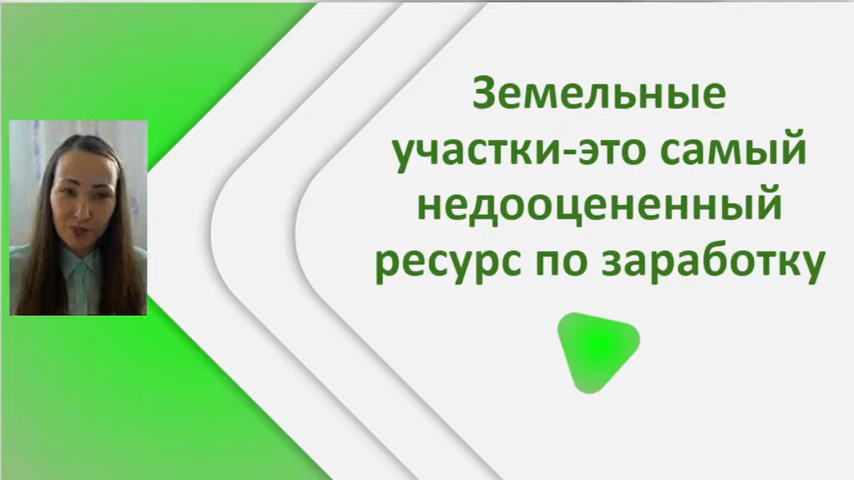 Земельные
участки-это самый
недооцененный
ресурс по заработку